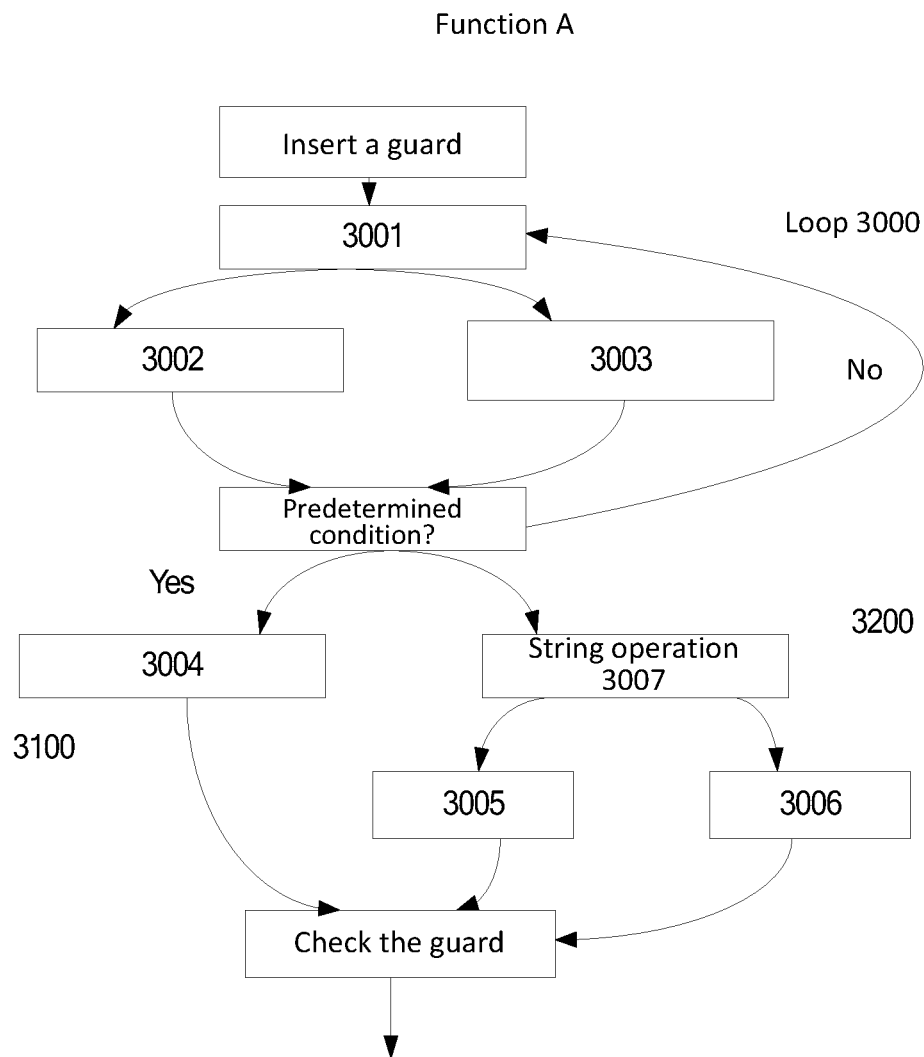 Function A
Insert a guard
3001
Loop 3000
3002
3003
No
Predetermined
condition?
Yes
3200
3004
String operation
3007
3100
3005
3006
Check the guard